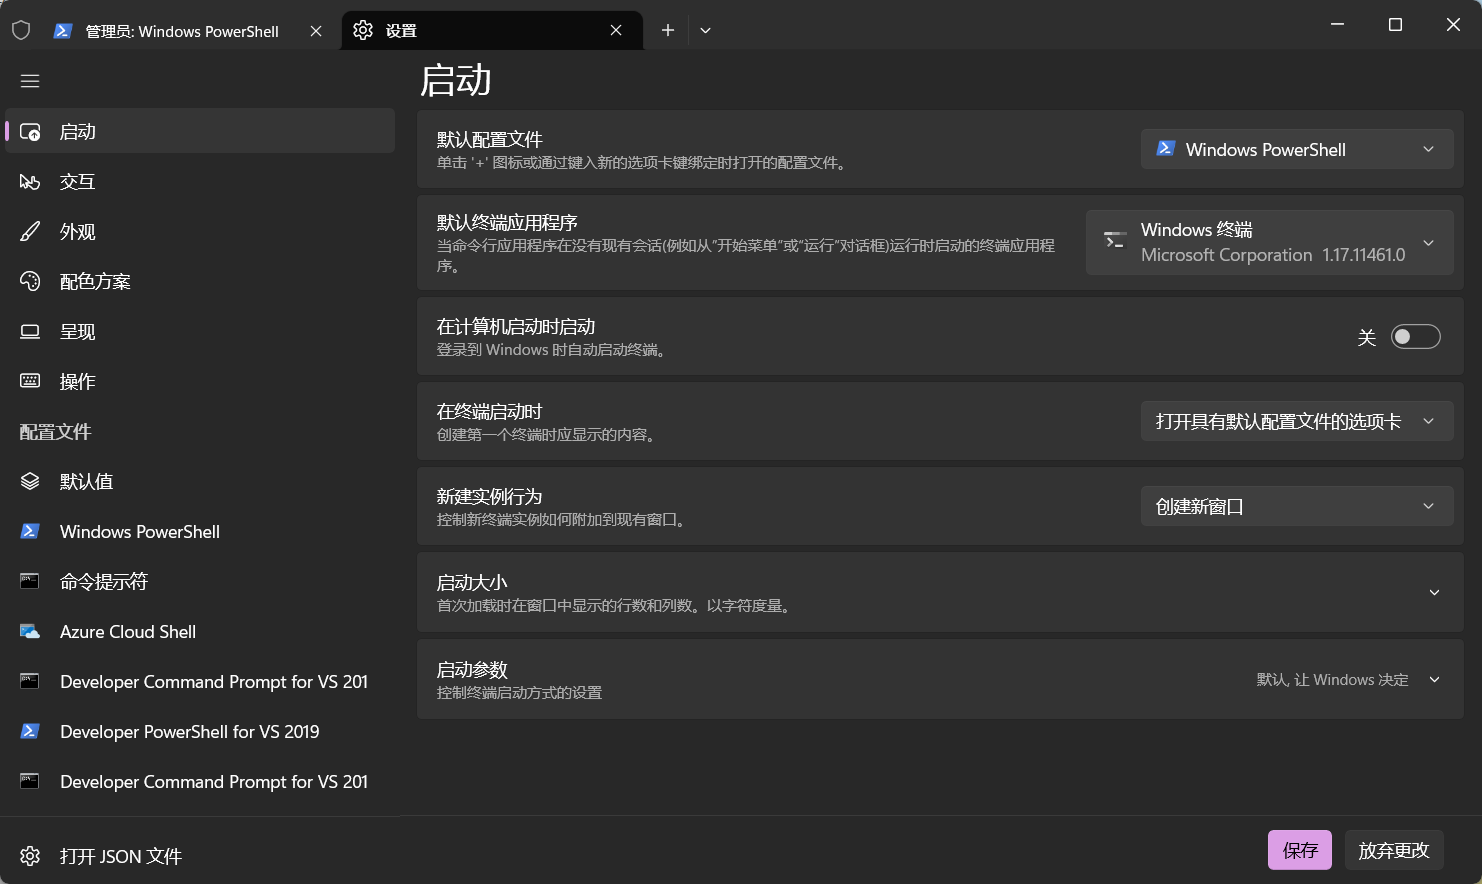 管理员: Windows PowerShell
设置
启动
启动
交互
外观
配色方案
呈现
操作
配置文件
默认值
Windows PowerShell
命令提示符
Azure Cloud Shell
Developer Command Prompt for VS 201
Developer PowerShell for VS 2019
Developer Command Prompt for VS 201
打开 JSON 文件
默认配置文件
单击 '+' 图标或通过键入新的选项卡键绑定时打开的配置文件。
Windows PowerShell
默认终端应用程序
当命令行应用程序在没有现有会话(例如从“开始菜单”或“运行”对话框)运行时启动的终端应用程
序。
Windows 终端
Microsoft Corporation 1.17.11461.0
在计算机启动时启动
登录到 Windows 时自动启动终端。
关
在终端启动时
创建第一个终端时应显示的内容。
打开具有默认配置文件的选项卡
新建实例行为
控制新终端实例如何附加到现有窗口。
创建新窗口
启动大小
首次加载时在窗口中显示的行数和列数。以字符度量。
启动参数
控制终端启动方式的设置
默认, 让 Windows 决定
保存
放弃更改